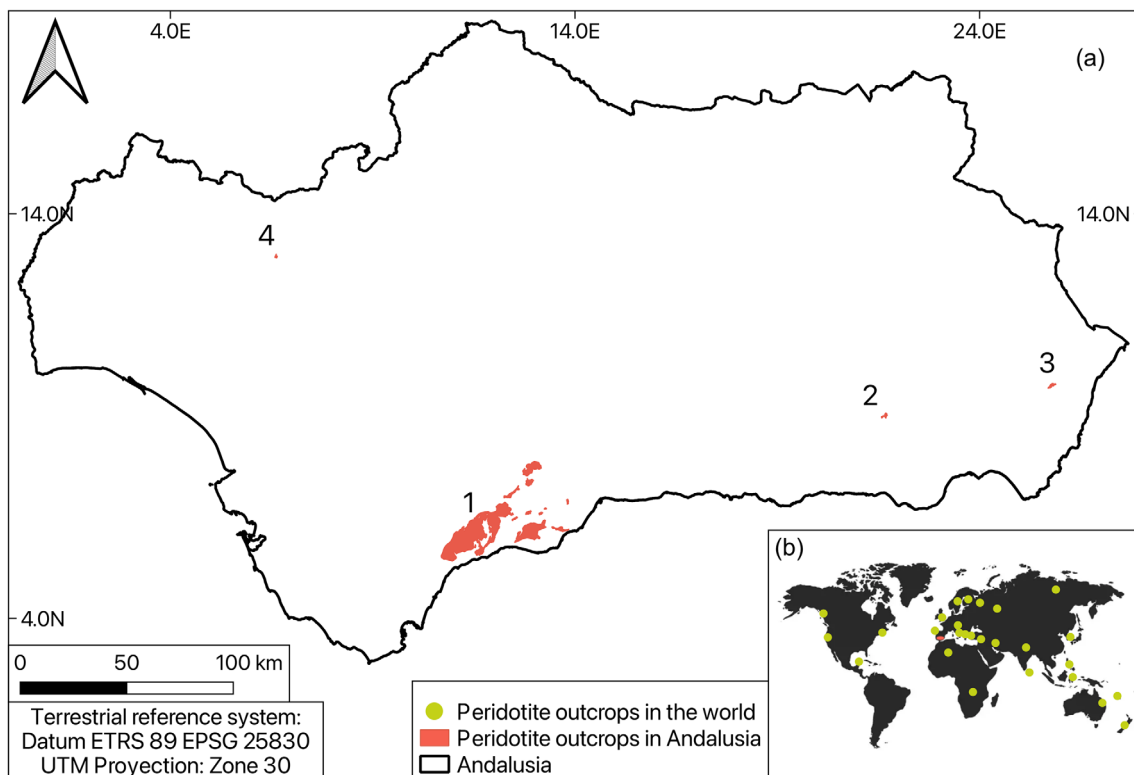 4.0E
14.0E
24.0E
(a)
14.0N
14.0N
4
3
2
1
4.0N
0 50 100 km
Terrestrial reference system:
Datum ETRS 89 EPSG 25830
UTM Proyection: Zone 30
Peridotite outcrops in the world
Peridotite outcrops in Andalusia
Andalusia
(b)